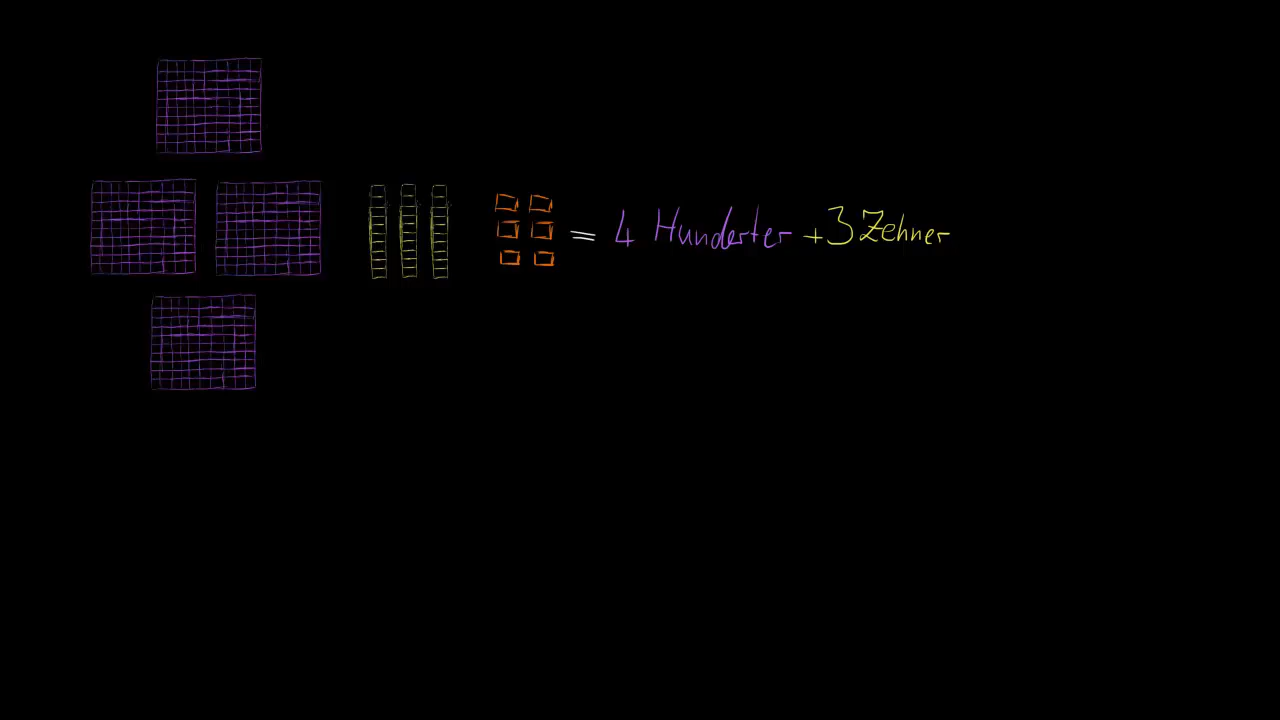 = 4 Hunderter + 3 Zehner